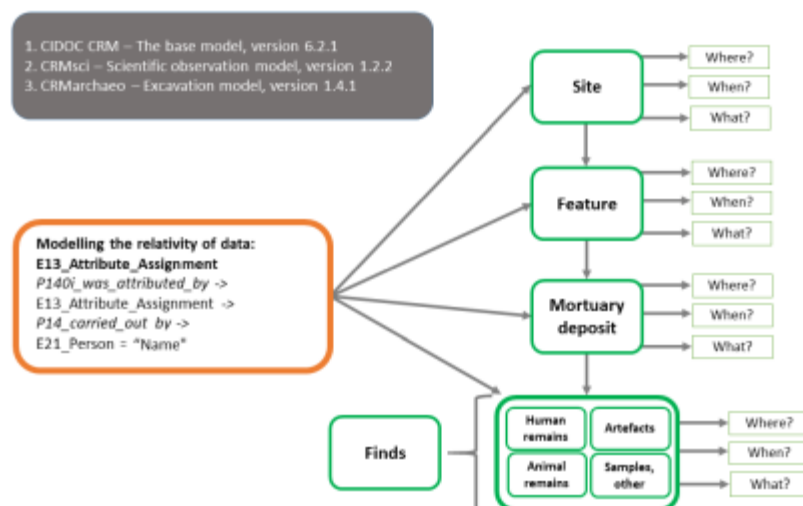 1. CIDOC CRM – The base model, version 6.2.1
2. CRMsci – Scientific observation model, version 1.2.2
3. CRMarchaeo – Excavation model, version 1.4.1
Modelling the relativity of data:
E13_Attribute_Assignment
P140i_was_attributed_by ->
E13_Attribute_Assignment ->
P14_carried_out by ->
E21_Person = “Name”
Site
Where?
When?
What?
Feature
Where?
When?
What?
Mortuary
deposit
Where?
When?
What?
Finds
Human
remains
Artefacts
Animal
remains
Samples,
other
Where?
When?
What?